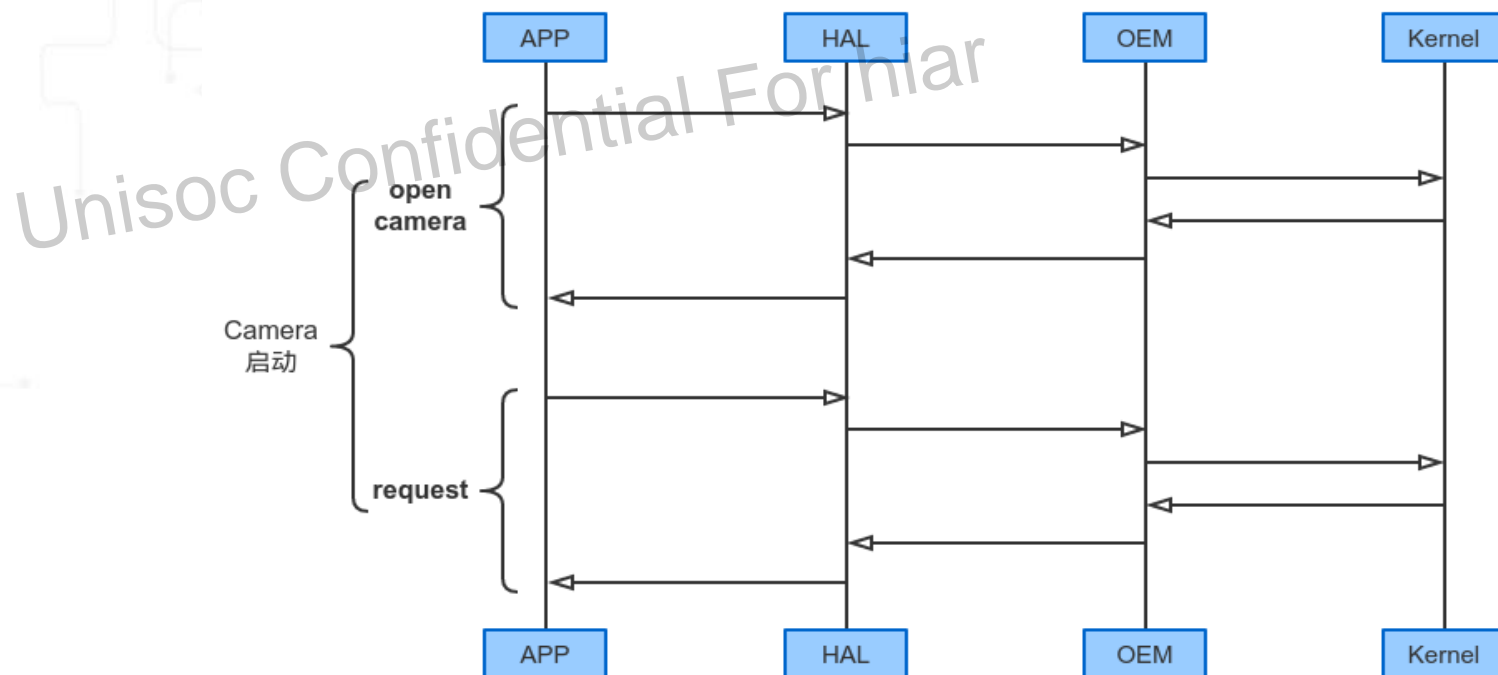 APP
HAL
OEM
Kernel
Unisoc Confidential For hiar
open
camera
Camera
启动
request
APP
HAL
OEM
Kernel